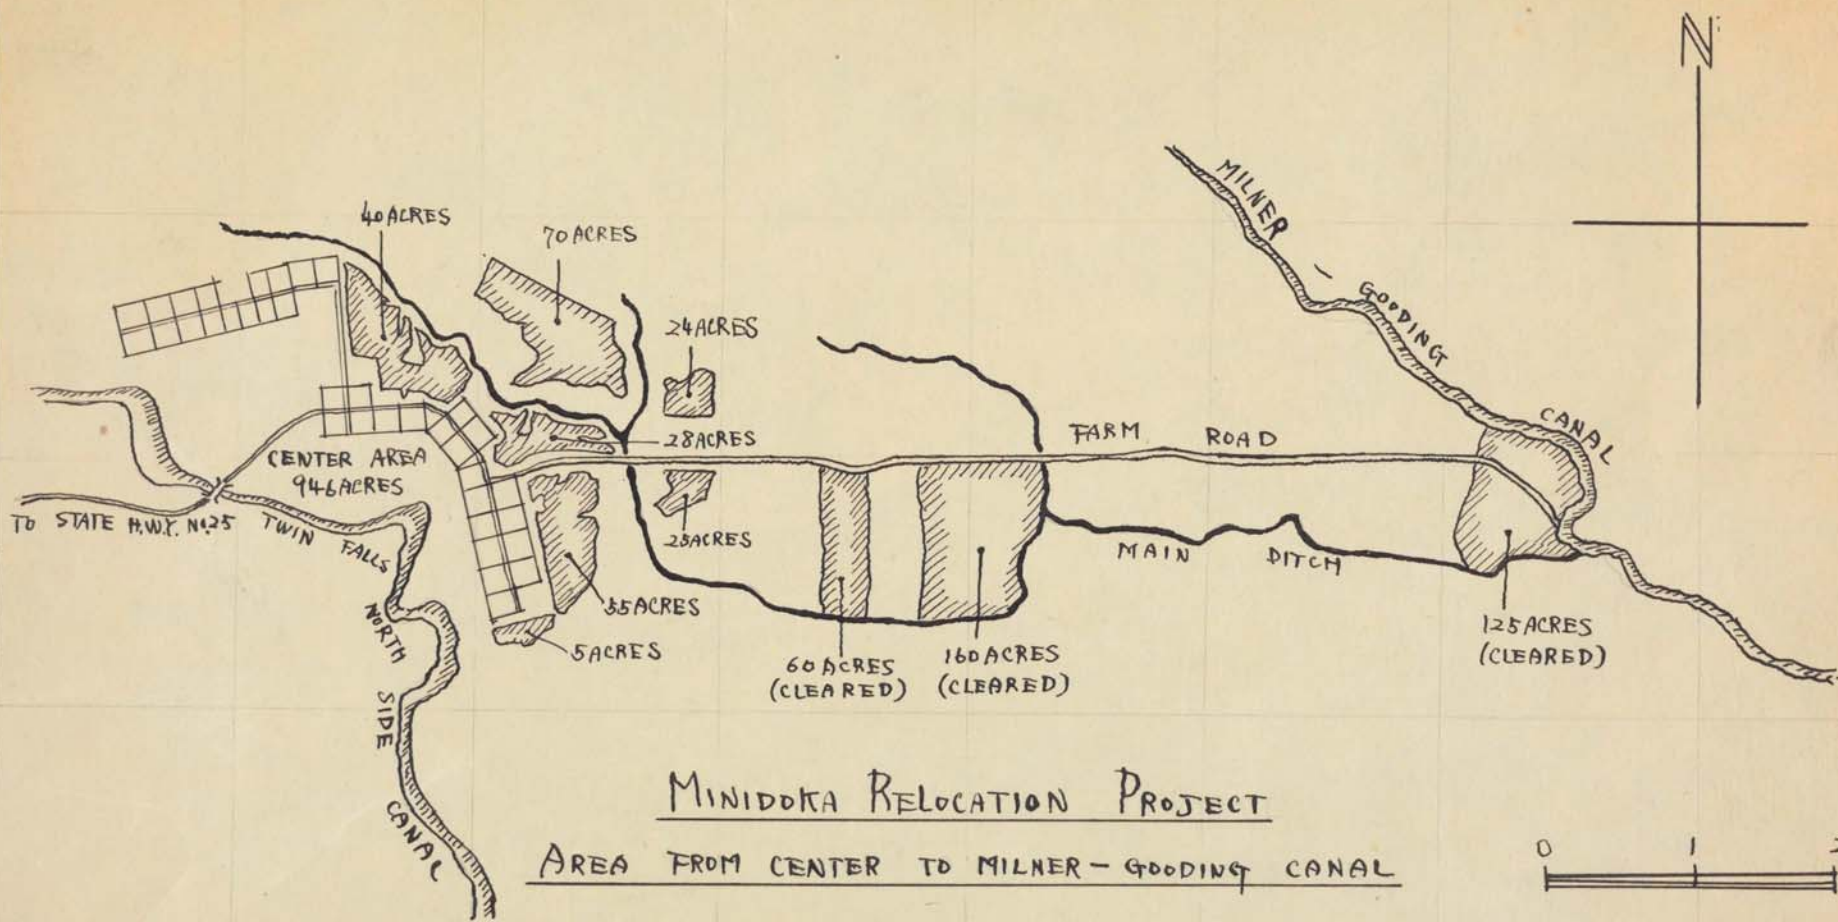 N
40 ACRES
70 ACRES
24 ACRES
28 ACRES
25 ACRES
55 ACRES
5 ACRES
60 ACRES
(CLEARED)
160 ACRES
(CLEARED)
125 ACRES
(CLEARED)
CENTER AREA
946 ACRES
TO STATE H.W.Y. No. 25
TWIN FALLS NORTH SIDE CANAL
FARM ROAD
MAIN DITCH
MILNER - GOODING CANAL
MINIDOKA RELOCATION PROJECT
AREA FROM CENTER TO MILNER - GOODING CANAL
0 1